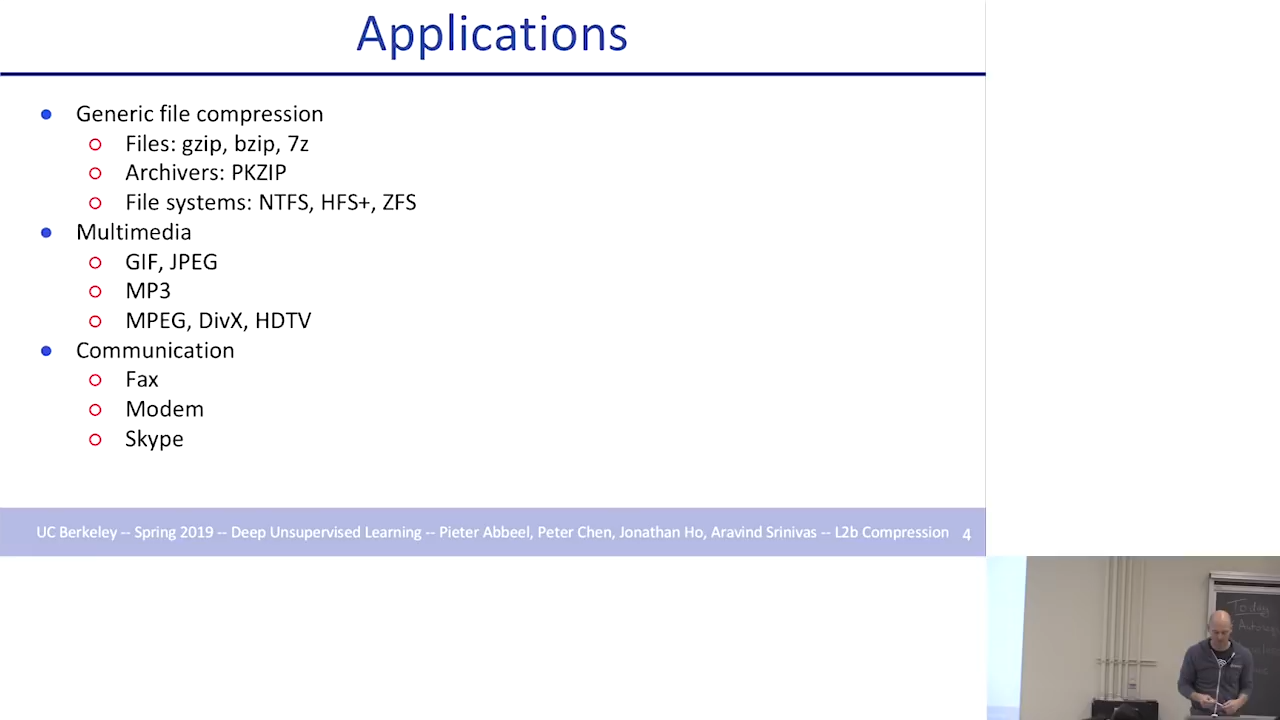 Applications
Generic file compression
Files: gzip, bzip, 7z
Archivers: PKZIP
File systems: NTFS, HFS+, ZFS
Multimedia
GIF, JPEG
MP3
MPEG, DivX, HDTV
Communication
Fax
Modem
Skype
UC Berkeley -- Spring 2019 -- Deep Unsupervised Learning -- Pieter Abbeel, Peter Chen, Jonathan Ho, Aravind Srinivas -- L2b Compression 4
Today